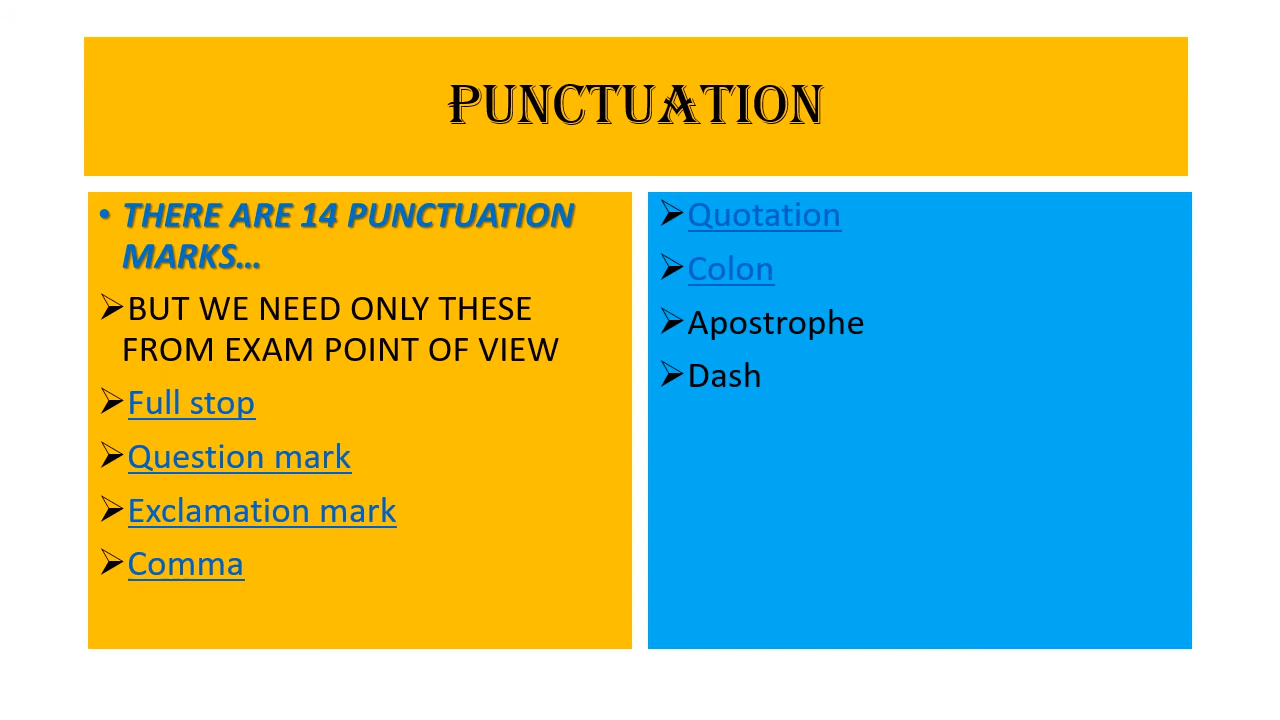 PUNCTUATION
• THERE ARE 14 PUNCTUATION
MARKS…
➢BUT WE NEED ONLY THESE
FROM EXAM POINT OF VIEW
➢Full stop
➢Question mark
➢Exclamation mark
➢Comma
➢Quotation
➢Colon
➢Apostrophe
➢Dash